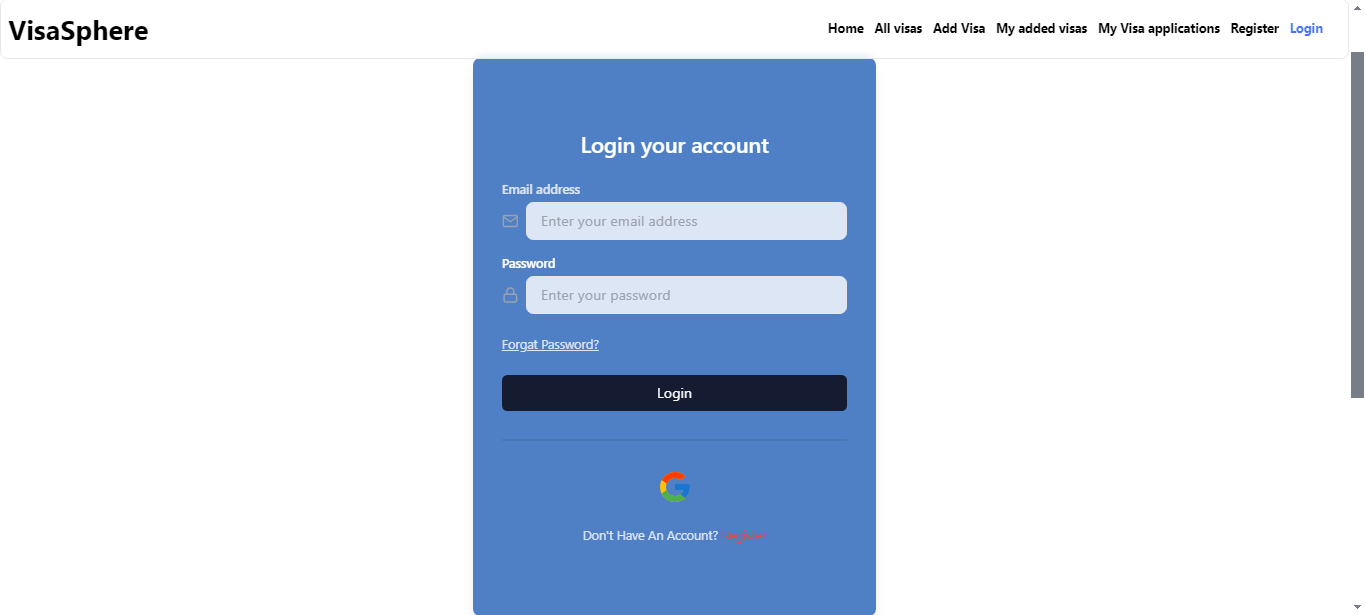 VisaSphere
Home All visas Add Visa My added visas My Visa applications Register Login
Login your account
Email address
Enter your email address
Password
Enter your password
Forgat Password?
Login
Don't Have An Account? Register